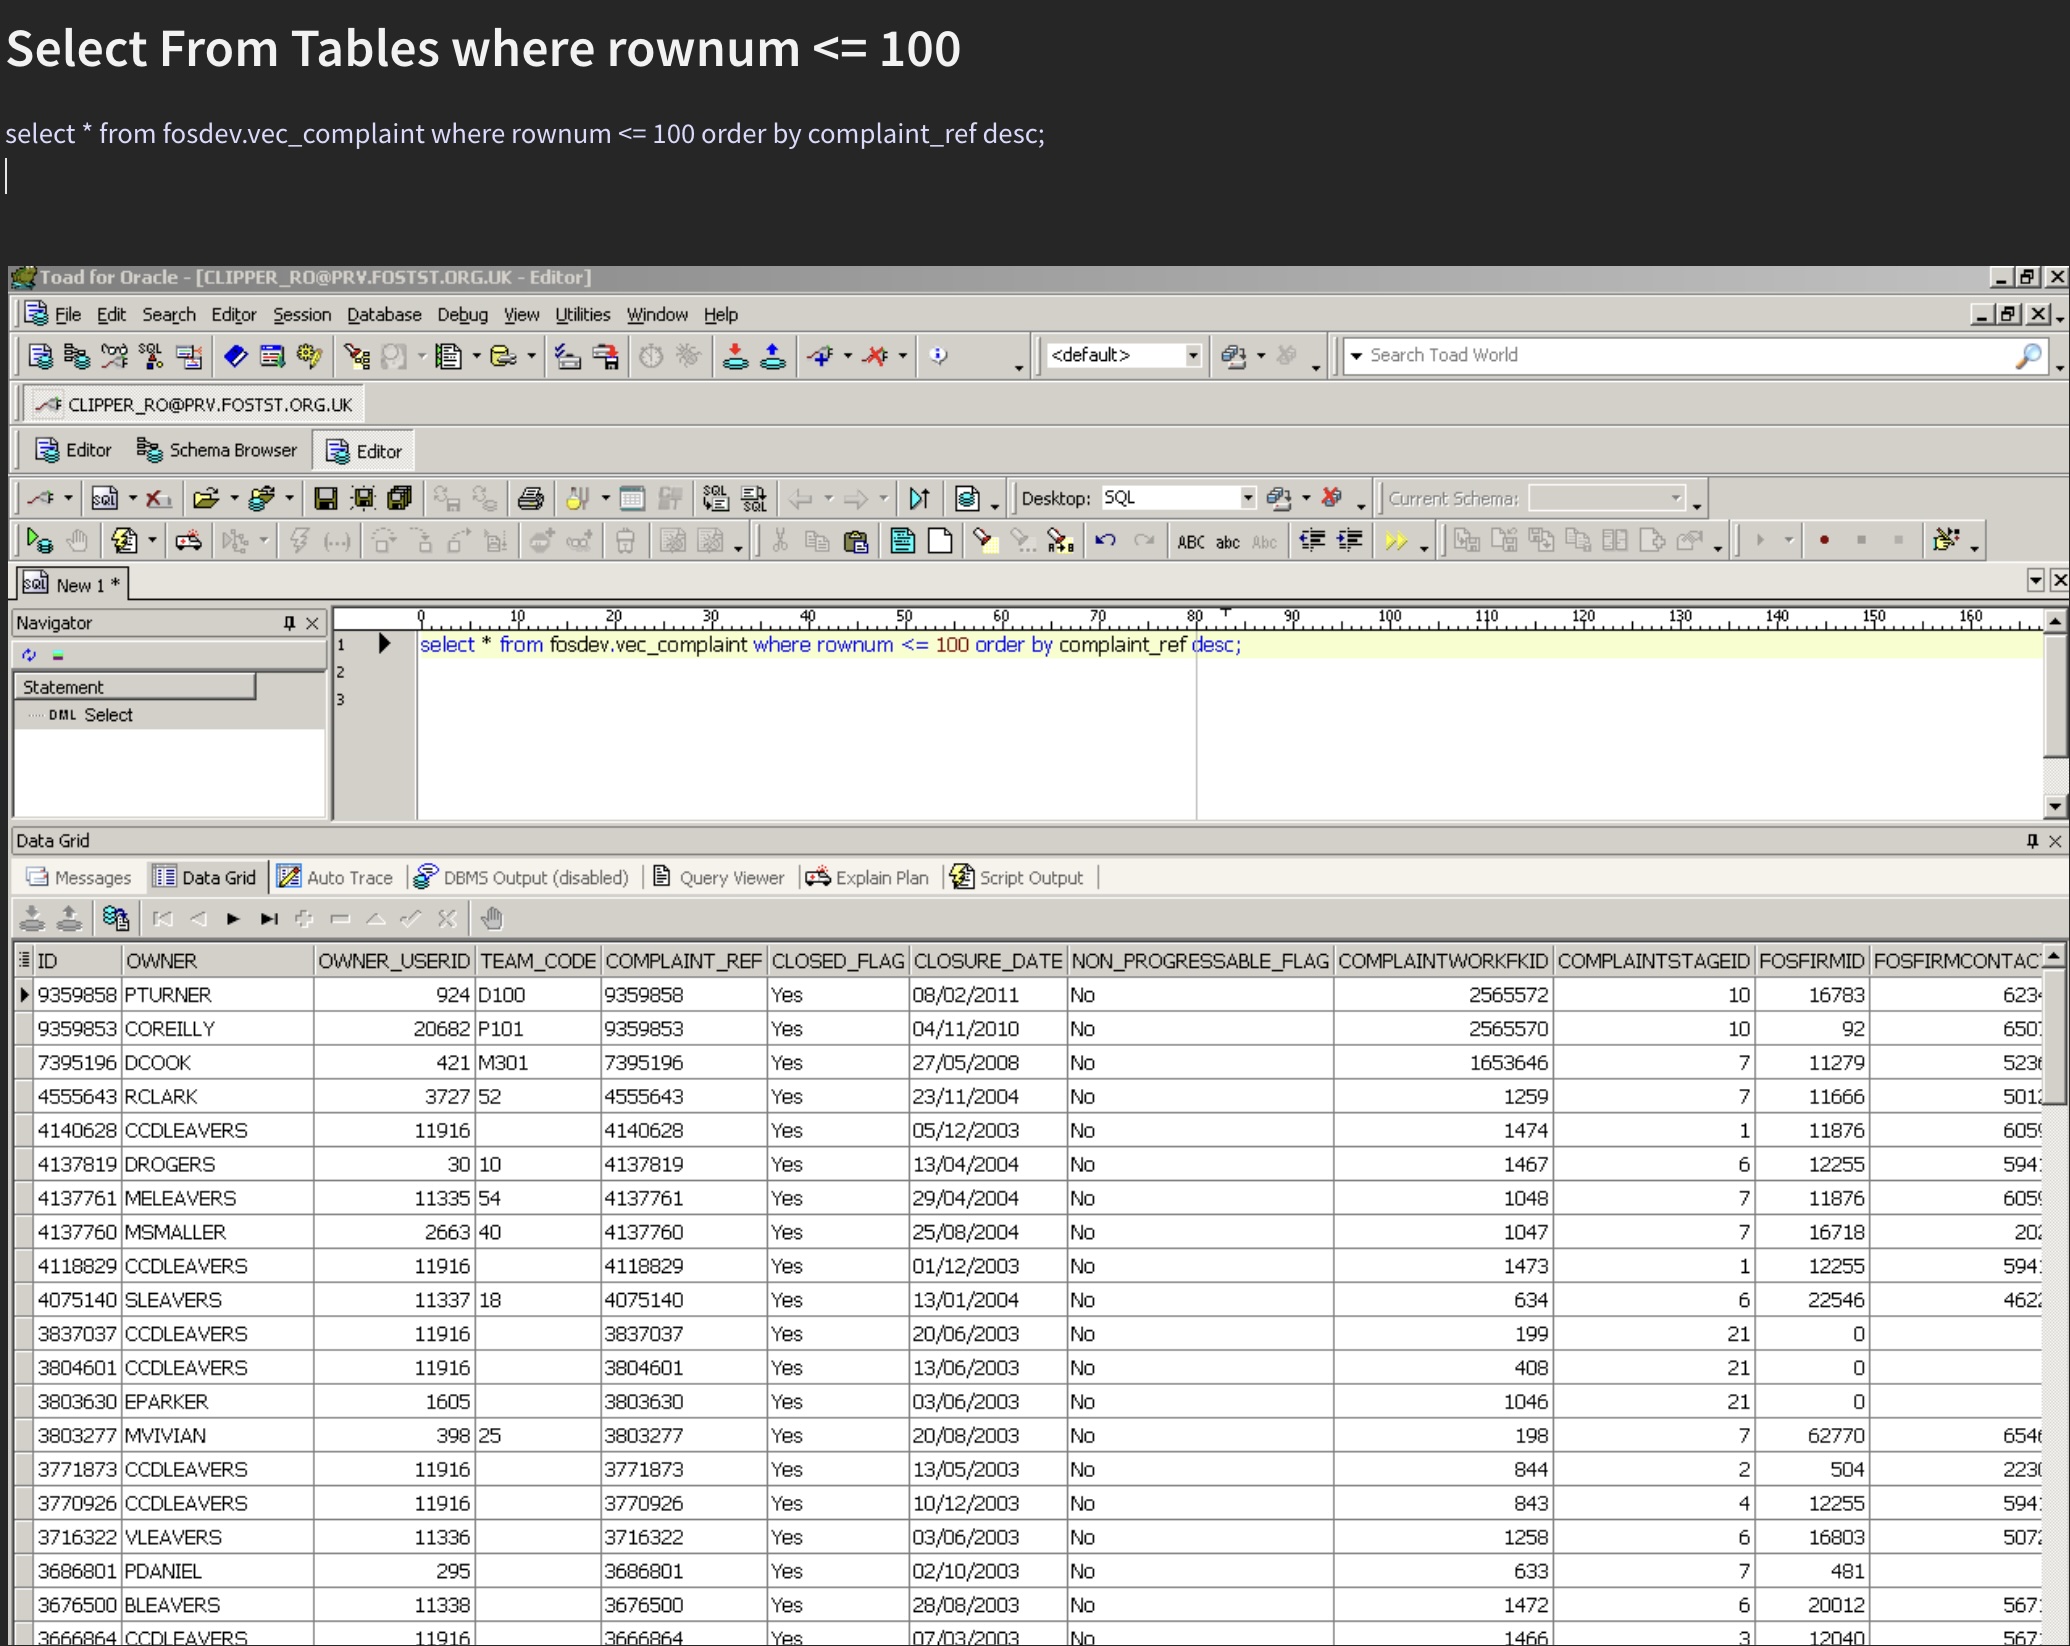 Select From Tables where rownum <= 100
select * from fosdev.vec_complaint where rownum <= 100 order by complaint_ref desc;
Toad for Oracle - [CLIPPER_RO@PRV.FOSTST.ORG.UK - Editor]
File Edit Search Editor Session Database Debug View Utilities Window Help
SQL <default> Search Toad World
CLIPPER_RO@PRV.FOSTST.ORG.UK
Editor Schema Browser Editor
SQL SQL SQL Desktop: SQL Current Schema:
ABC abc Abc
SQL New 1 *
Navigator 0 10 20 30 40 50 60 70 80 90 100 110 120 130 140 150 160
1 select * from fosdev.vec_complaint where rownum <= 100 order by complaint_ref desc;
2
3
Statement
DML Select
Data Grid
Messages Data Grid Auto Trace DBMS Output (disabled) Query Viewer Explain Plan Script Output
ID OWNER OWNER_USERID TEAM_CODE COMPLAINT_REF CLOSED_FLAG CLOSURE_DATE NON_PROGRESSABLE_FLAG COMPLAINTWORKFKID COMPLAINTSTAGEID FOSFIRMID FOSFIRMCONTAC
9359858 PTURNER 924 D100 9359858 Yes 08/02/2011 No 2565572 10 16783 623
9359853 COREILLY 20682 P101 9359853 Yes 04/11/2010 No 2565570 10 92 650
7395196 DCOOK 421 M301 7395196 Yes 27/05/2008 No 1653646 7 11279 523
4555643 RCLARK 3727 52 4555643 Yes 23/11/2004 No 1259 7 11666 501
4140628 CCDLEAVERS 11916 4140628 Yes 05/12/2003 No 1474 1 11876 605
4137819 DROGERS 30 10 4137819 Yes 13/04/2004 No 1467 6 12255 594
4137761 MELEAVERS 11335 54 4137761 Yes 29/04/2004 No 1048 7 11876 605
4137760 MSMALLER 2663 40 4137760 Yes 25/08/2004 No 1047 7 16718 20
4118829 CCDLEAVERS 11916 4118829 Yes 01/12/2003 No 1473 1 12255 594
4075140 SLEAVERS 11337 18 4075140 Yes 13/01/2004 No 634 6 22546 462
3837037 CCDLEAVERS 11916 3837037 Yes 20/06/2003 No 199 21 0
3804601 CCDLEAVERS 11916 3804601 Yes 13/06/2003 No 408 21 0
3803630 EPARKER 1605 3803630 Yes 03/06/2003 No 1046 21 0
3803277 MVIVIAN 398 25 3803277 Yes 20/08/2003 No 198 7 62770 654
3771873 CCDLEAVERS 11916 3771873 Yes 13/05/2003 No 844 2 504 223
3770926 CCDLEAVERS 11916 3770926 Yes 10/12/2003 No 843 4 12255 594
3716322 VLEAVERS 11336 3716322 Yes 03/06/2003 No 1258 6 16803 507
3686801 PDANIEL 295 3686801 Yes 02/10/2003 No 633 7 481
3676500 BLEAVERS 11338 3676500 Yes 28/08/2003 No 1472 6 20012 567
3666864 CCDLEAVERS 11916 3666864 Yes 07/03/2003 No 1466 3 12040 567